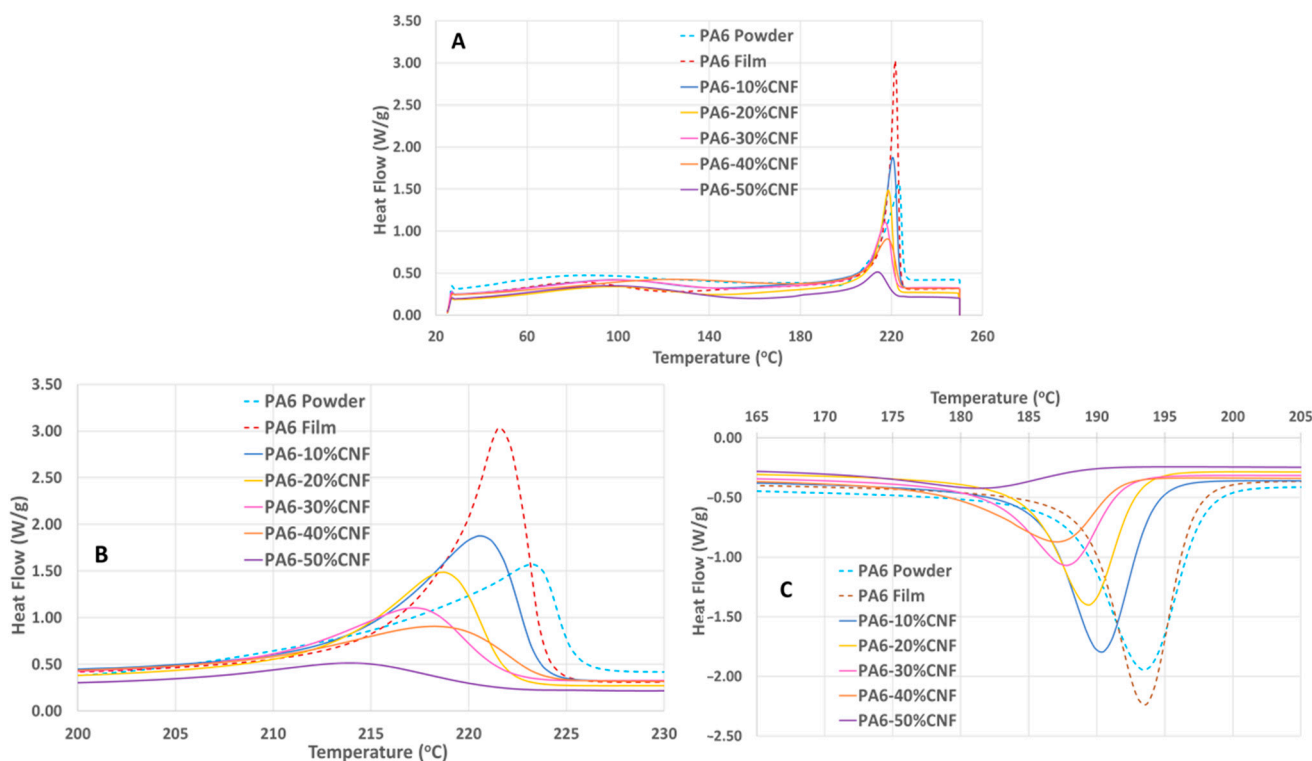 A
Heat Flow (W/g)
3.50
3.00
2.50
2.00
1.50
1.00
0.50
0.00
PA6 Powder
PA6 Film
PA6-10%CNF
PA6-20%CNF
PA6-30%CNF
PA6-40%CNF
PA6-50%CNF
20 60 100 140 180 220 260
Temperature (°C)
B
Heat Flow (W/g)
3.50
3.00
2.50
2.00
1.50
1.00
0.50
0.00
PA6 Powder
PA6 Film
PA6-10%CNF
PA6-20%CNF
PA6-30%CNF
PA6-40%CNF
PA6-50%CNF
200 205 210 215 220 225 230
Temperature (°C)
Temperature (°C)
165 170 175 180 185 190 195 200 205
Heat Flow (W/g)
0.00
-0.50
-1.00
-1.50
-2.00
-2.50
C
PA6 Powder
PA6 Film
PA6-10%CNF
PA6-20%CNF
PA6-30%CNF
PA6-40%CNF
PA6-50%CNF